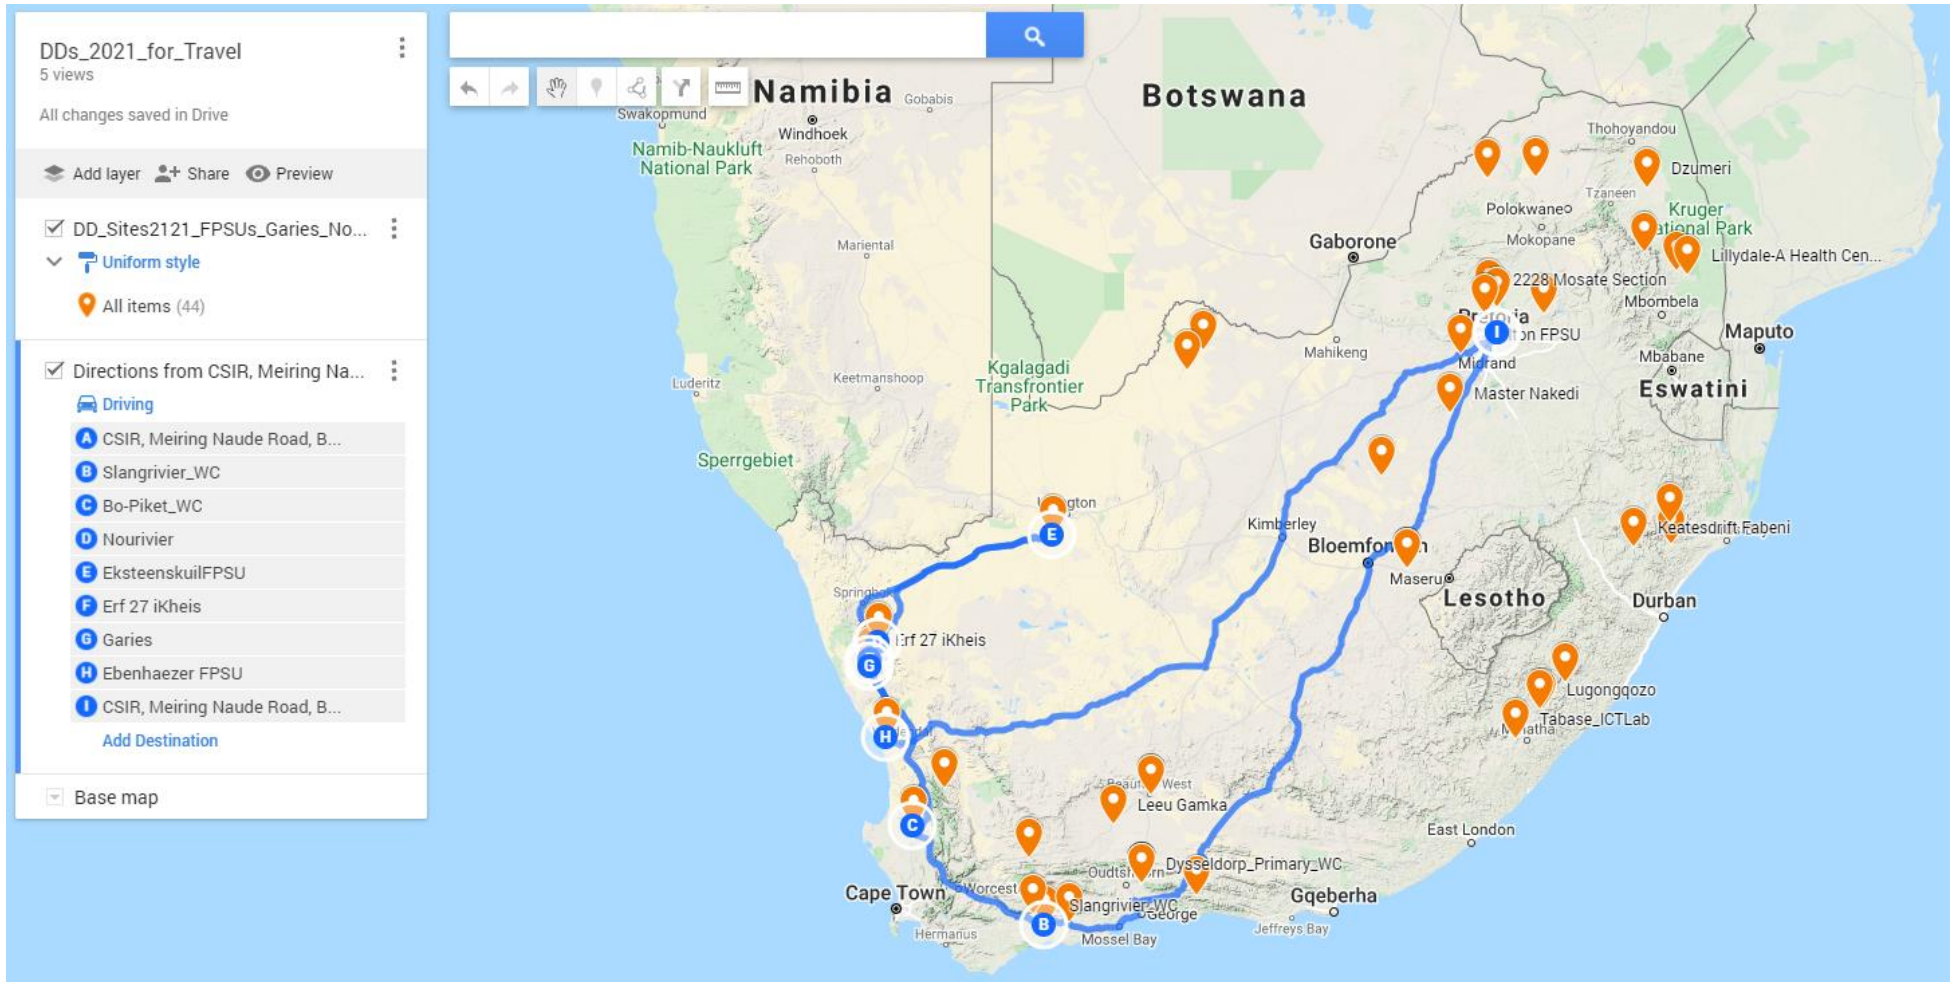 DDs_2021_for_Travel
5 views
All changes saved in Drive
Add layer
Share
Preview
DD_Sites2121_FPSUs_Garies_No...
Uniform style
All items (44)
Directions from CSIR, Meiring Na...
Driving
A CSIR, Meiring Naude Road, B...
B Slangrivier_WC
C Bo-Piket_WC
D Nourivier
E EksteenskuilFPSU
F Erf 27 iKheis
G Garies
H Ebenhaezer FPSU
I CSIR, Meiring Naude Road, B...
Add Destination
Base map
Namibia
Botswana
Gobabis
Swakopmund
Windhoek
Namib-Naukluft
National Park
Rehoboth
Thohoyandou
Dzumeri
Tzaneen
Polokwane
Kruger
Mokopane
Gaborone
Mariental
Lillydale-A Health Cen...
2228 Mosate Section
Mbombela
Pretoria
I
FPSU
Maputo
Mahikeng
Midrand
Mbabane
Kgalagadi
Transfrontier
Park
Keetmanshoop
Luderitz
Eswatini
Master Nakedi
Sperrgebiet
E
Kimberley
Keatesdrift
Fabeni
Maseru
Lesotho
Durban
Erf 27 iKheis
G
Lugongqozo
Tabase_ICTLab
H
Leeu Gamka
C
East London
Dysseldorp_Primary_WC
Cape Town
Gqeberha
Slangrivier_WC
George
B
Hermanus
Mossel Bay
Jeffreys Bay